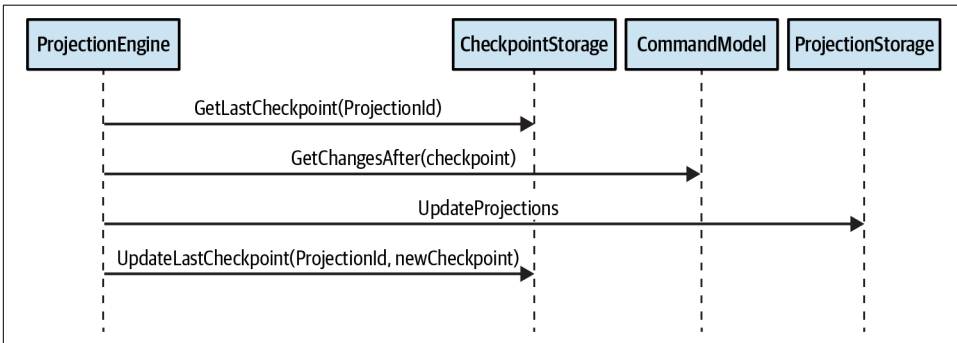 ProjectionEngine
CheckpointStorage
CommandModel
ProjectionStorage
GetLastCheckpoint(ProjectionId)
GetChangesAfter(checkpoint)
UpdateProjections
UpdateLastCheckpoint(ProjectionId, newCheckpoint)